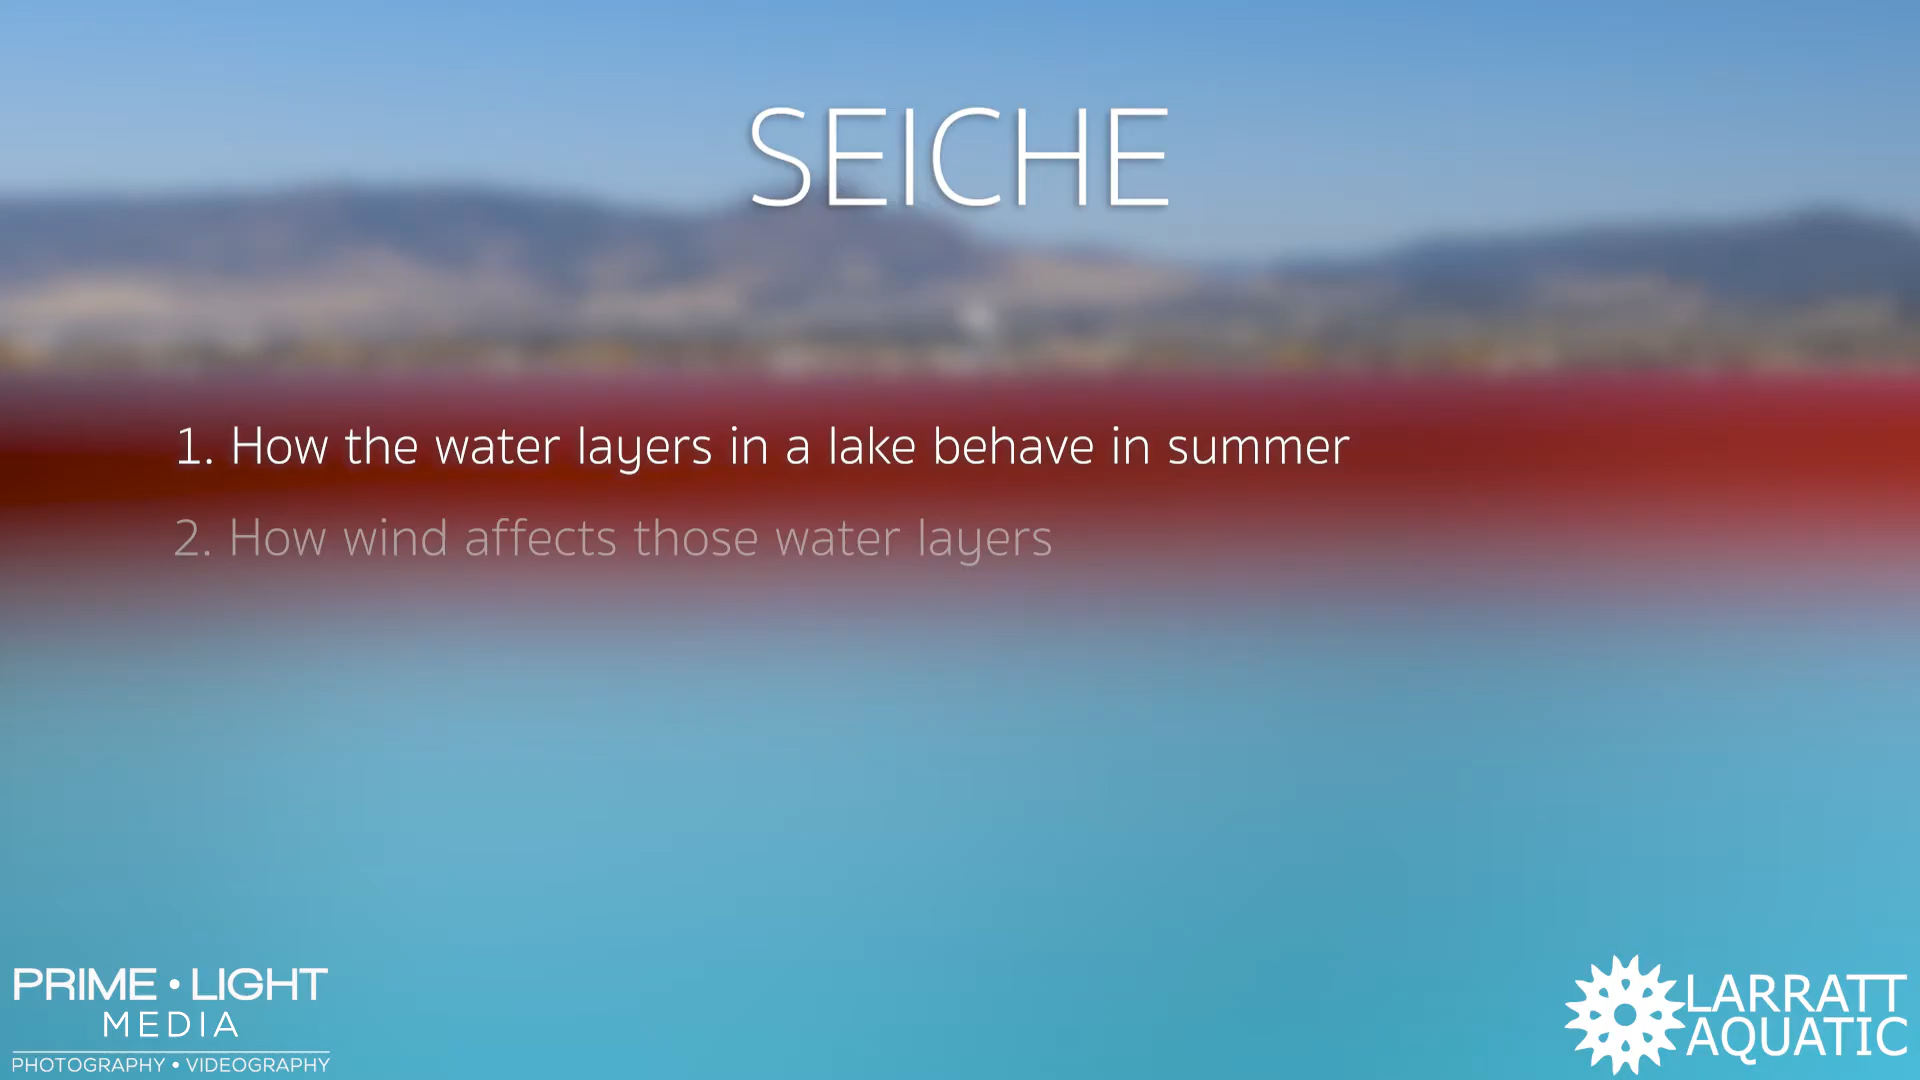 SEICHE
1. How the water layers in a lake behave in summer
2. How wind affects those water layers
PRIME • LIGHT
MEDIA
PHOTOGRAPHY • VIDEOGRAPHY
LARRATT
AQUATIC